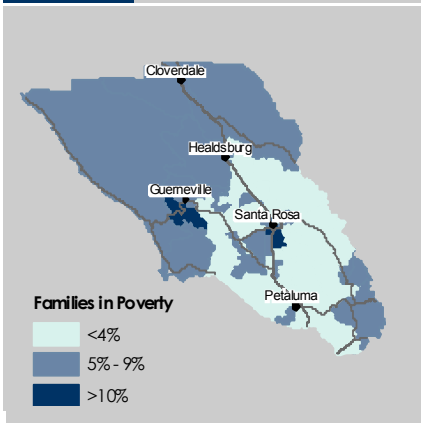 Cloverdale
Healdsburg
Guerneville
Santa Rosa
Petaluma
Families in Poverty
<4%
5% - 9%
>10%